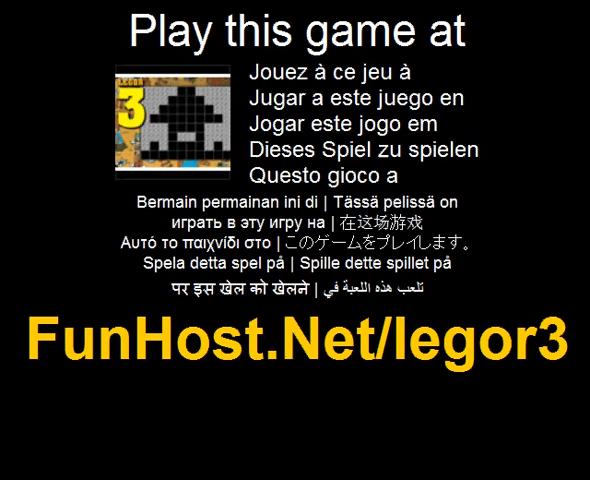 Play this game at
LEGOR
3
Jouez à ce jeu à
Jugar a este juego en
Jogar este jogo em
Dieses Spiel zu spielen
Questo gioco a
Bermain permainan ini di | Tässä pelissä on
играть в эту игру на | 在这场游戏
Αυτό το παιχνίδι στο | このゲームをプレイします。
Spela detta spel på | Spille dette spillet på
पर इस खेल को खेलने | تلعب هذه اللعبة في
FunHost.Net/legor3